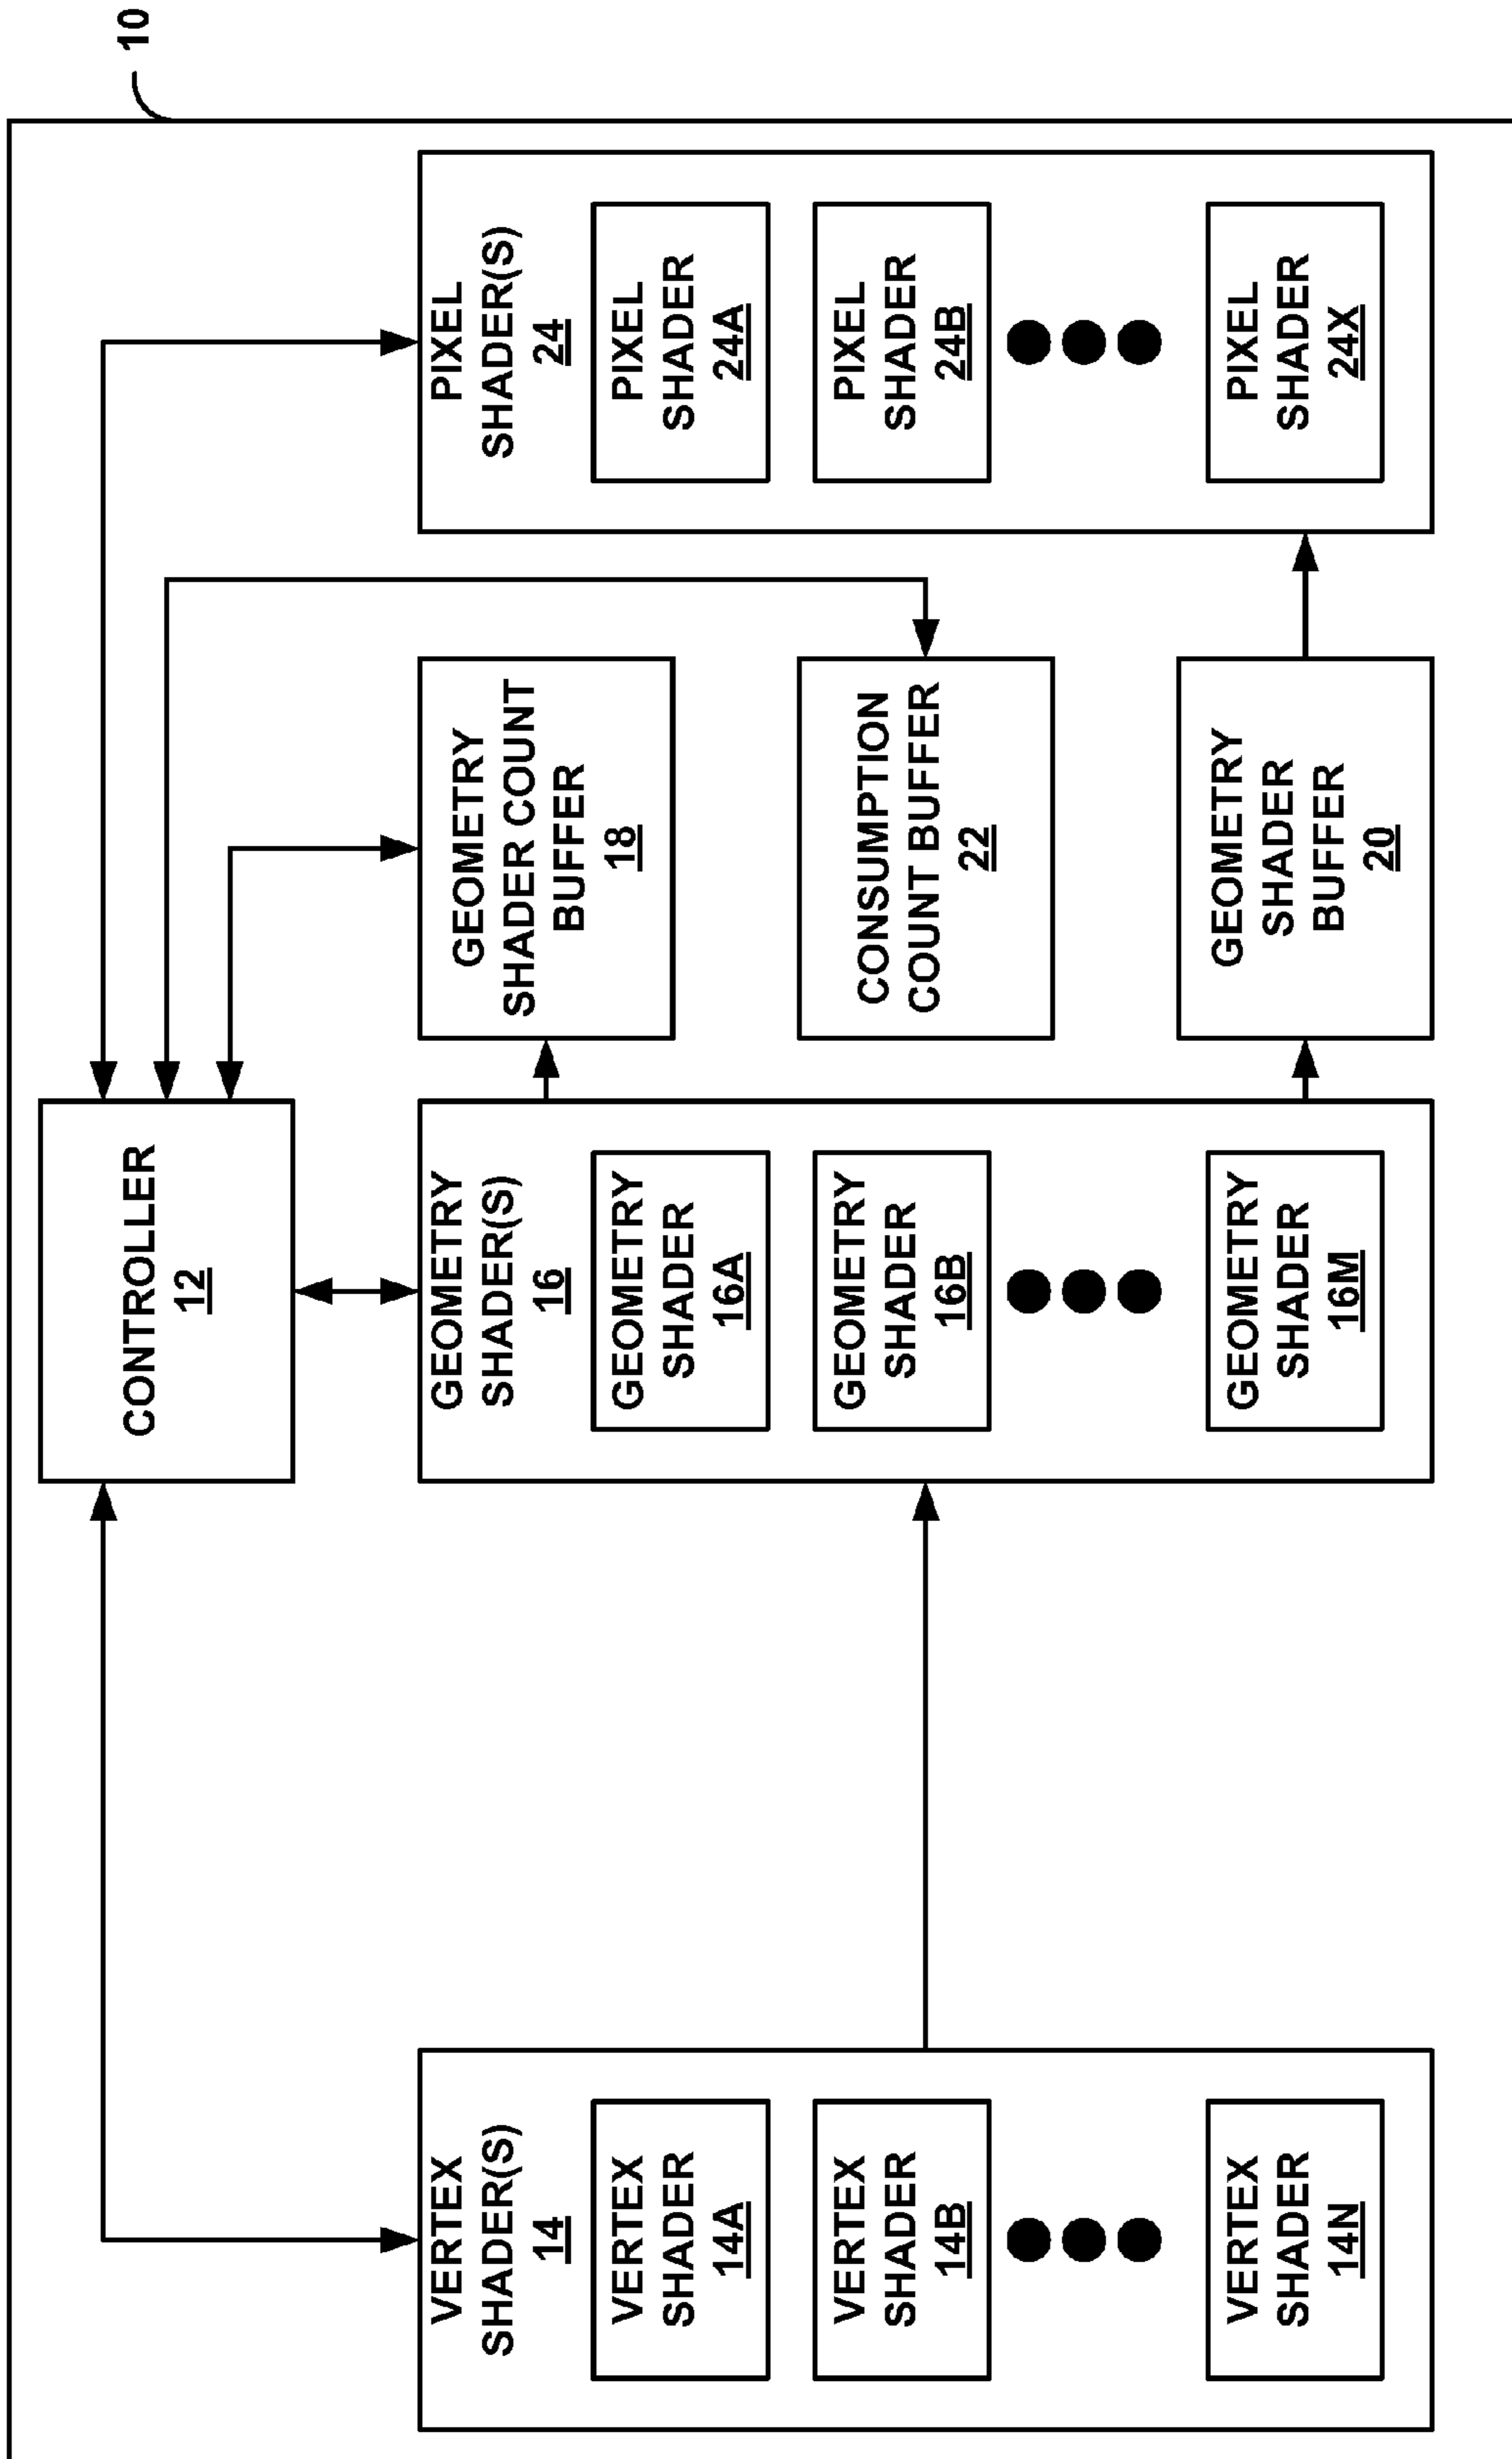 10
CONTROLLER
12
VERTEX
SHADER(S)
14
VERTEX
SHADER
14A
VERTEX
SHADER
14B
VERTEX
SHADER
14N
GEOMETRY
SHADER(S)
16
GEOMETRY
SHADER
16A
GEOMETRY
SHADER
16B
GEOMETRY
SHADER
16M
GEOMETRY
SHADER COUNT
BUFFER
18
CONSUMPTION
COUNT BUFFER
22
GEOMETRY
SHADER
BUFFER
20
PIXEL
SHADER(S)
24
PIXEL
SHADER
24A
PIXEL
SHADER
24B
PIXEL
SHADER
24X